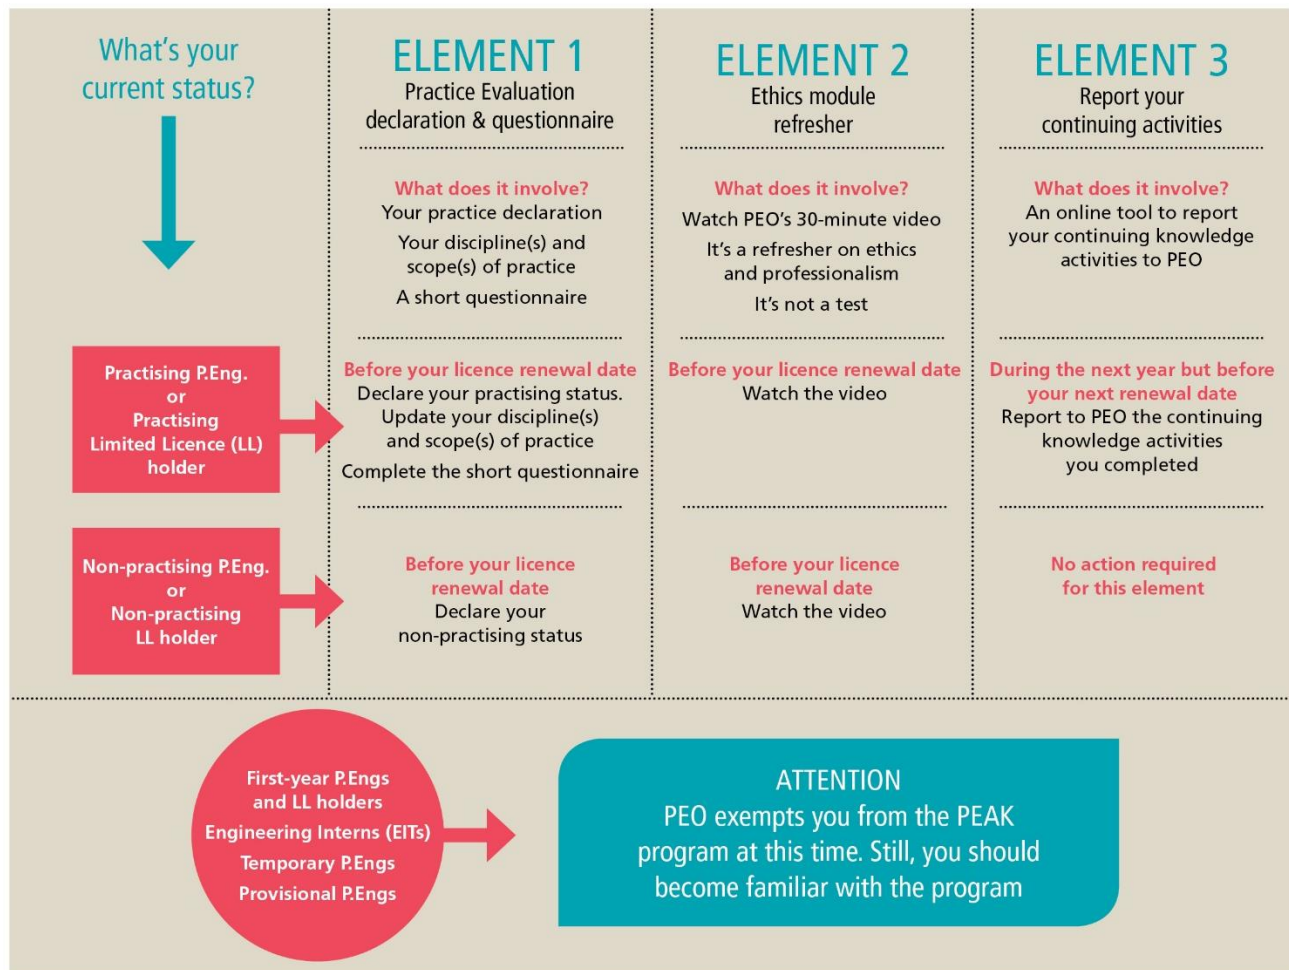 What's your
current status?
ELEMENT 1
Practice Evaluation
declaration & questionnaire
ELEMENT 2
Ethics module
refresher
ELEMENT 3
Report your
continuing activities
What does it involve?
Your practice declaration
Your discipline(s) and
scope(s) of practice
A short questionnaire
What does it involve?
Watch PEO's 30-minute video
It's a refresher on ethics
and professionalism
It's not a test
What does it involve?
An online tool to report
your continuing knowledge
activities to PEO
Practising P.Eng.
or
Practising
Limited Licence (LL)
holder
Before your licence renewal date
Declare your practising status.
Update your discipline(s)
and scope(s) of practice
Complete the short questionnaire
Before your licence renewal date
Watch the video
During the next year but before
your next renewal date
Report to PEO the continuing
knowledge activities
you completed
Non-practising P.Eng.
or
Non-practising
LL holder
Before your licence
renewal date
Declare your
non-practising status
Before your licence
renewal date
Watch the video
No action required
for this element
First-year P.Engs
and LL holders
Engineering Interns (EITs)
Temporary P.Engs
Provisional P.Engs
ATTENTION
PEO exempts you from the PEAK
program at this time. Still, you should
become familiar with the program